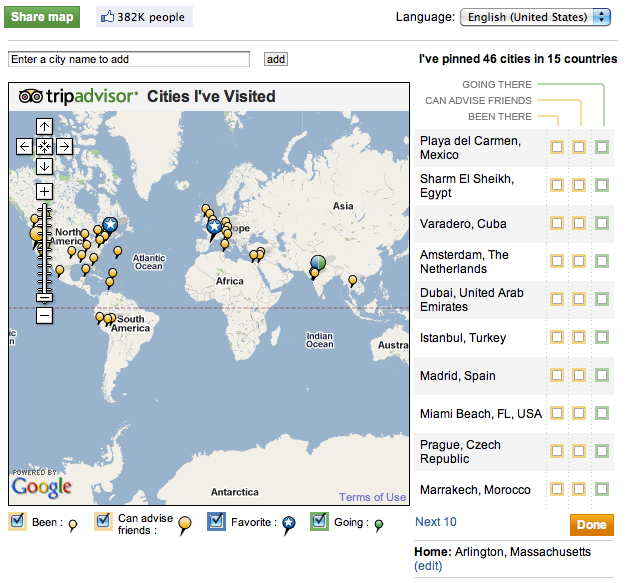 Share map
382K people
Language: English (United States)
Enter a city name to add
add
I've pinned 46 cities in 15 countries
tripadvisor® Cities I've Visited
GOING THERE
CAN ADVISE FRIENDS
BEEN THERE
North
America
Atlantic
Ocean
South
America
Africa
Asia
Indian
Ocean
Antarctica
POWERED BY
Google
Terms of Use
Playa del Carmen,
Mexico
Sharm El Sheikh,
Egypt
Varadero, Cuba
Amsterdam, The
Netherlands
Dubai, United Arab
Emirates
Istanbul, Turkey
Madrid, Spain
Miami Beach, FL, USA
Prague, Czech
Republic
Marrakech, Morocco
Next 10
Done
Been :
Can advise
friends :
Favorite :
Going :
Home: Arlington, Massachusetts
(edit)